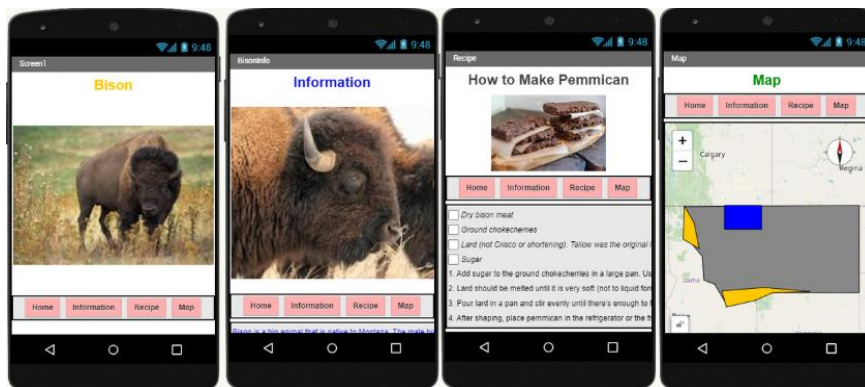 9:48
Screen1
Bison
Home Information Recipe Map
9:48
BisonInfo
Information
Home Information Recipe Map
Bison is a big animal that is native to Montana. The male
9:48
Recipe
How to Make Pemmican
Home Information Recipe Map
Dry bison meat
Ground chokecherries
Lard (not Crisco or shortening). Tallow was the original
Sugar
1. Add sugar to the ground chokecherries in a large pan.
2. Lard should be melted until it is very soft (not to liquid
3. Pour lard in a pan and stir evenly until there's enough to
4. After shaping, place pemmican in the refrigerator or the
9:48
Map
Map
Home Information Recipe Map
+
−
Calgary
Regina
Idaho